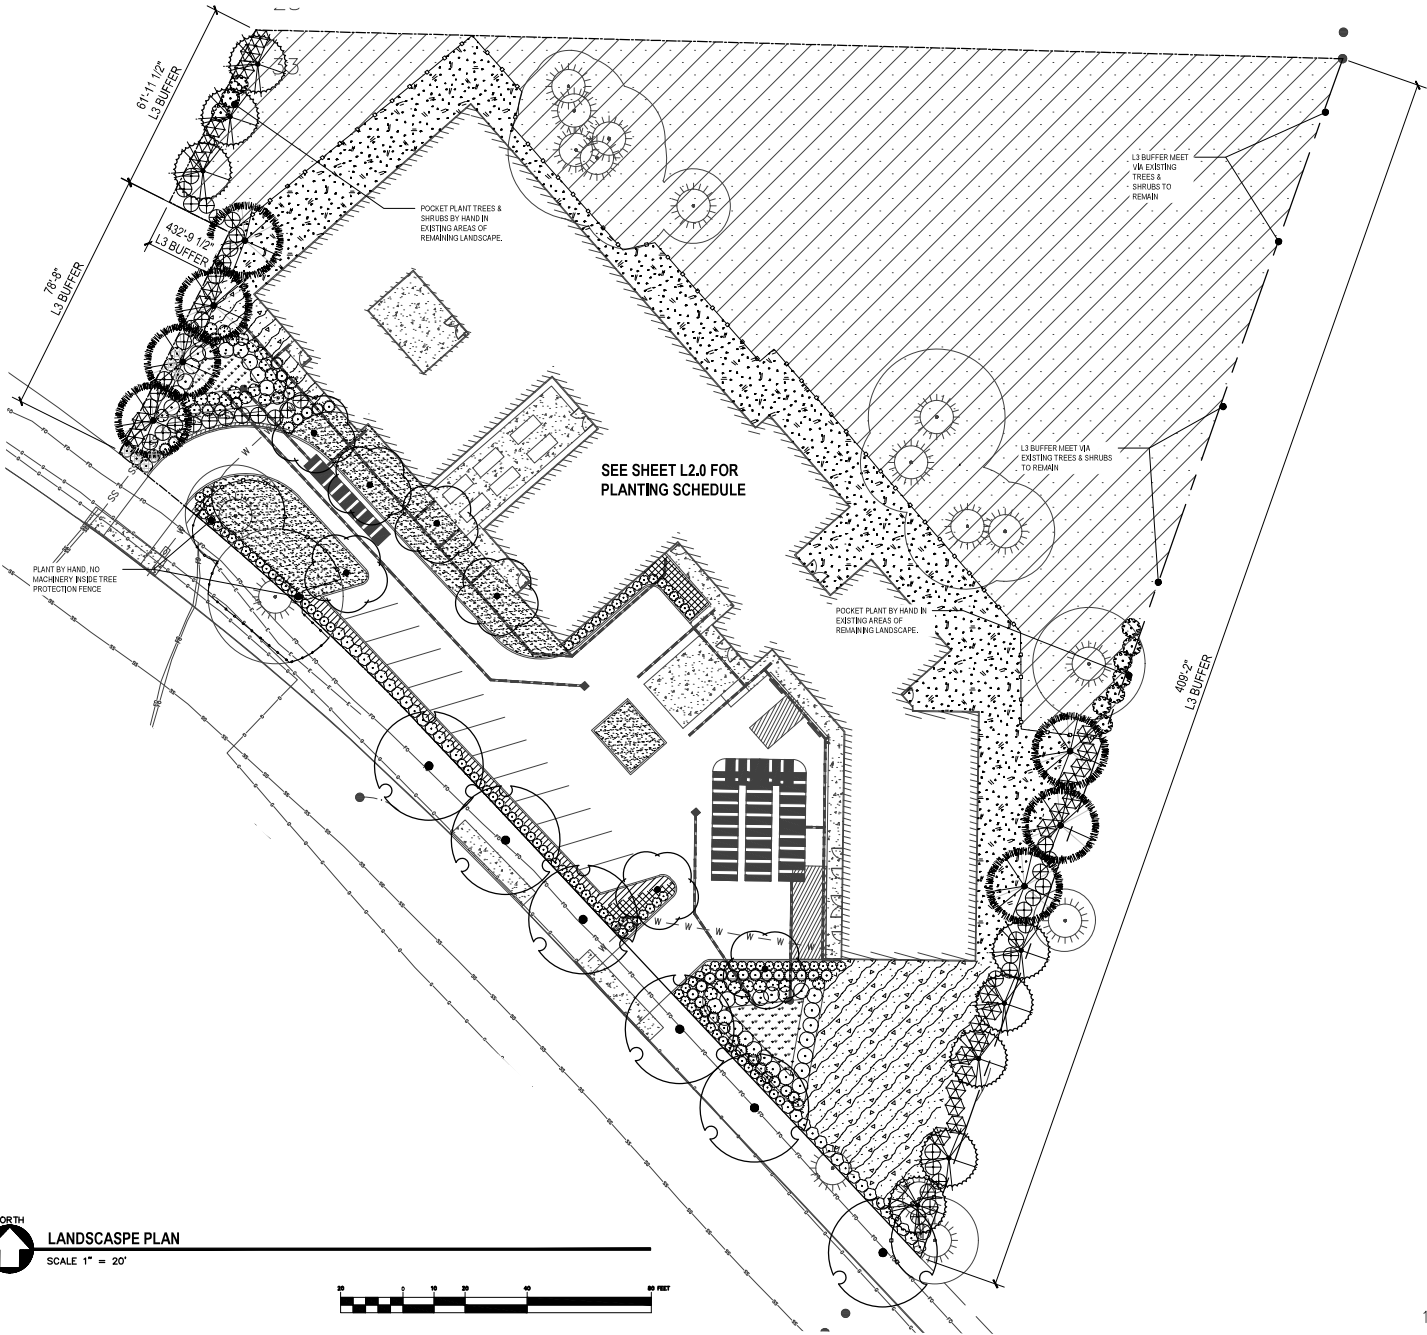 33
61'-11 1/2"
L3 BUFFER
L3 BUFFER MEET
VIA EXISTING
TREES &
SHRUBS TO
REMAIN
POCKET PLANT TREES &
SHRUBS BY HAND IN
EXISTING AREAS OF
REMAINING LANDSCAPE.
432'-9 1/2"
L3 BUFFER
78'-8"
L3 BUFFER
L3 BUFFER MEET VIA
EXISTING TREES & SHRUBS
TO REMAIN
SEE SHEET L2.0 FOR
PLANTING SCHEDULE
PLANT BY HAND, NO
MACHINERY INSIDE TREE
PROTECTION FENCE
POCKET PLANT BY HAND IN
EXISTING AREAS OF
REMAINING LANDSCAPE.
409'-2"
L3 BUFFER
W W W W W
ORTH
LANDSCASPE PLAN
SCALE 1" = 20'
20 0 10 20 40 80 FEET